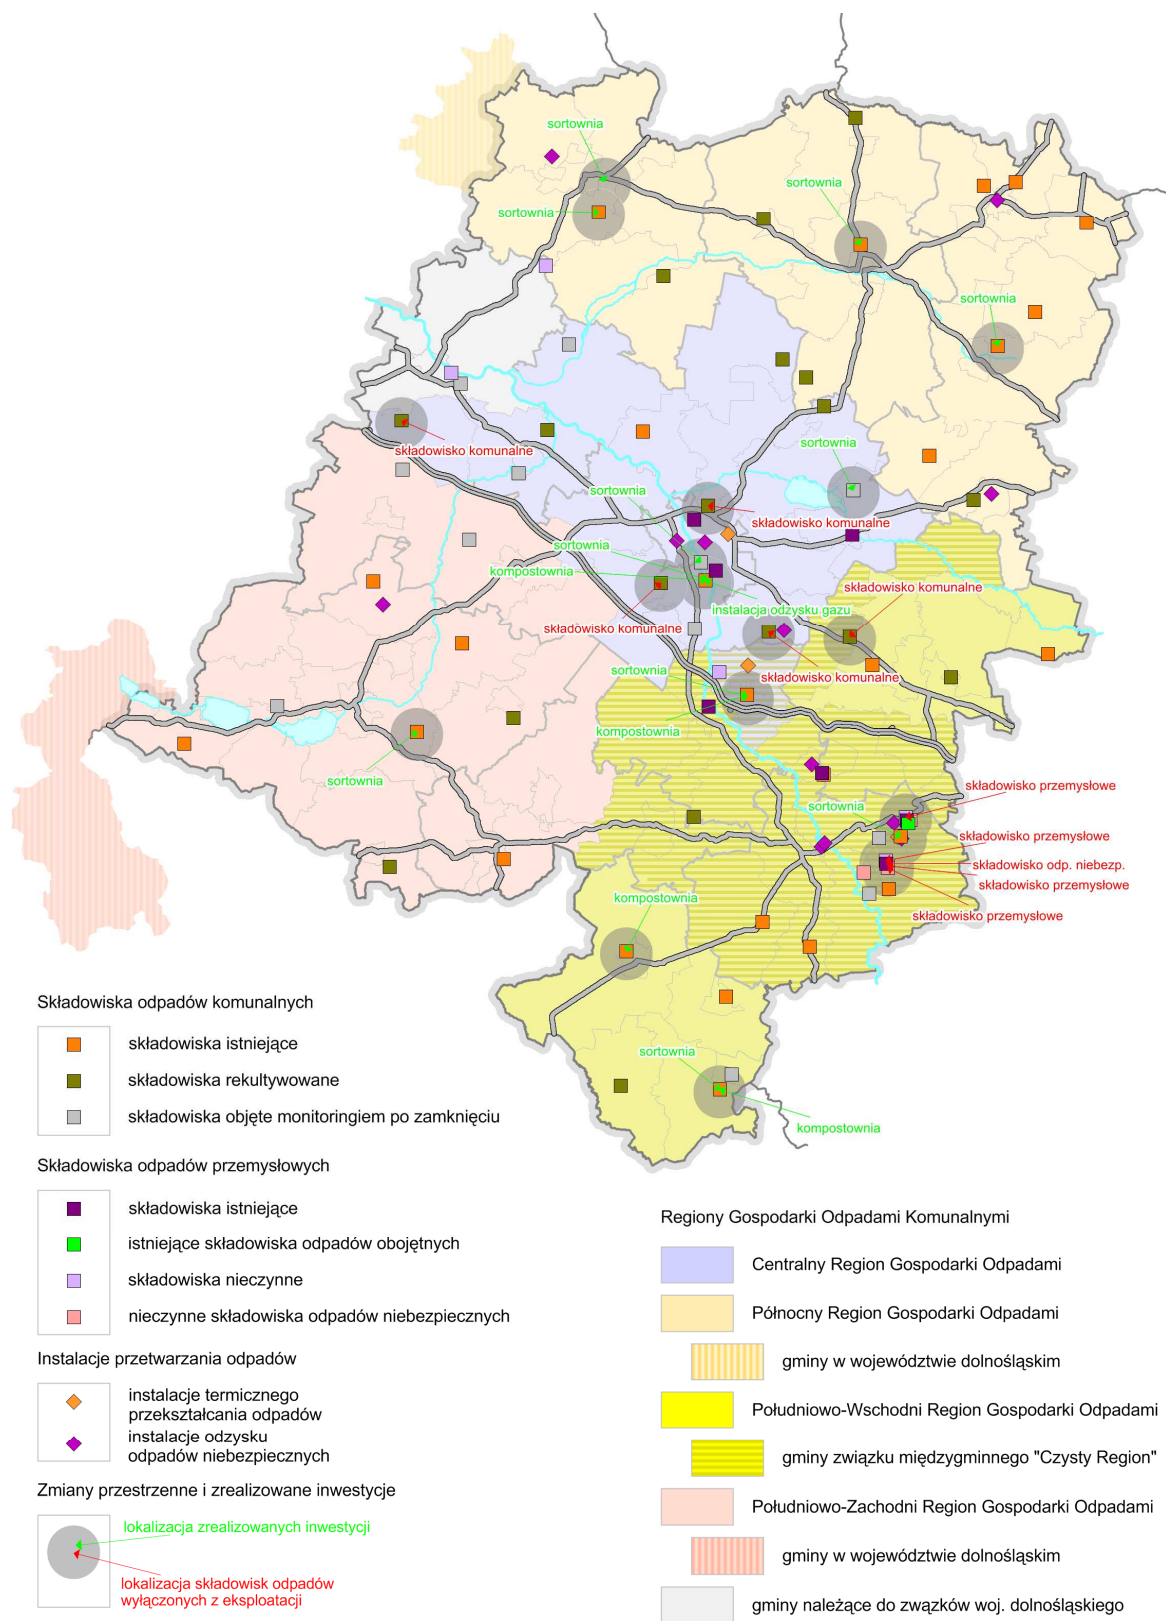 sortownia
sortownia
sortownia
sortownia
składowisko komunalne
sortownia
sortownia
składowisko komunalne
sortownia
kompostownia
składowisko komunalne
instalacja odzysku gazu
składowisko komunalne
sortownia
składowisko komunalne
kompostownia
sortownia
składowisko przemysłowe
sortownia
składowisko przemysłowe
składowisko odp. niebezp.
składowisko przemysłowe
kompostownia
składowisko przemysłowe
sortownia
kompostownia
Składowiska odpadów komunalnych
składowiska istniejące
składowiska rekultywowane
składowiska objęte monitoringiem po zamknięciu
Składowiska odpadów przemysłowych
składowiska istniejące
istniejące składowiska odpadów obojętnych
składowiska nieczynne
nieczynne składowiska odpadów niebezpiecznych
Instalacje przetwarzania odpadów
instalacje termicznego
przekształcania odpadów
instalacje odzysku
odpadów niebezpiecznych
Zmiany przestrzenne i zrealizowane inwestycje
lokalizacja zrealizowanych inwestycji
lokalizacja składowisk odpadów
wyłączonych z eksploatacji
Regiony Gospodarki Odpadami Komunalnymi
Centralny Region Gospodarki Odpadami
Północny Region Gospodarki Odpadami
gminy w województwie dolnośląskim
Południowo-Wschodni Region Gospodarki Odpadami
gminy związku międzygminnego "Czysty Region"
Południowo-Zachodni Region Gospodarki Odpadami
gminy w województwie dolnośląskim
gminy należące do zwązków woj. dolnośląskiego